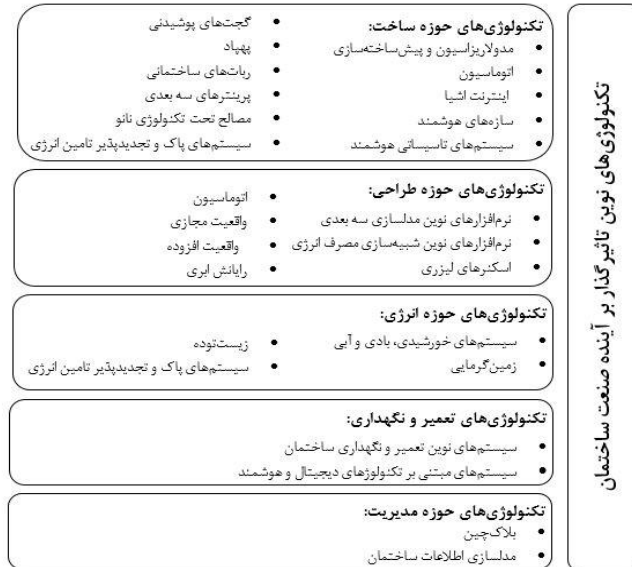 تکنولوژی‌های نوین تاثیرگذار بر آینده صنعت ساختمان
تکنولوژی‌های حوزه ساخت:
• مدولاریزاسیون و پیش‌ساخته‌سازی
• اتوماسیون
• اینترنت اشیا
• سازه‌های هوشمند
• سیستم‌های تاسیساتی هوشمند
• گجت‌های پوشیدنی
• پهپاد
• ربات‌های ساختمانی
• پرینترهای سه بعدی
• مصالح تحت تکنولوژی نانو
• سیستم‌های پاک و تجدیدپذیر تامین انرژی
تکنولوژی‌های حوزه طراحی:
• نرم‌افزارهای نوین مدلسازی سه بعدی
• نرم‌افزارهای نوین شبیه‌سازی مصرف انرژی
• اسکنرهای لیزری
• اتوماسیون
• واقعیت مجازی
• واقعیت افزوده
• رایانش ابری
تکنولوژی‌های حوزه انرژی:
• سیستم‌های خورشیدی، بادی و آبی
• زمین‌گرمایی
• زیست‌توده
• سیستم‌های پاک و تجدیدپذیر تامین انرژی
تکنولوژی‌های تعمیر و نگهداری:
• سیستم‌های نوین تعمیر و نگهداری ساختمان
• سیستم‌های مبتنی بر تکنولوژهای دیجیتال و هوشمند
تکنولوژی‌های حوزه مدیریت:
• بلاک‌چین
• مدلسازی اطلاعات ساختمان